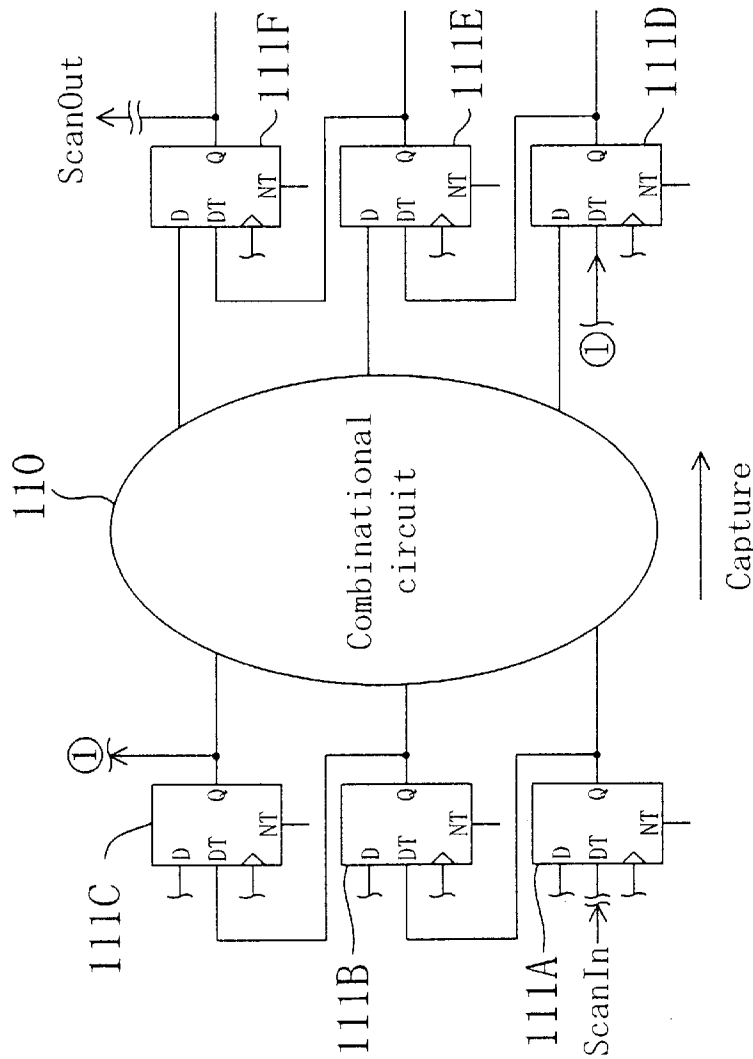 110
ScanOut
111C
D
DT
Q
NT
①
D
DT
Q
NT
111F
111B
D
DT
Q
NT
Combinational
circuit
D
DT
Q
NT
111E
111A
ScanIn
D
DT
Q
NT
①
D
DT
Q
NT
111D
Capture